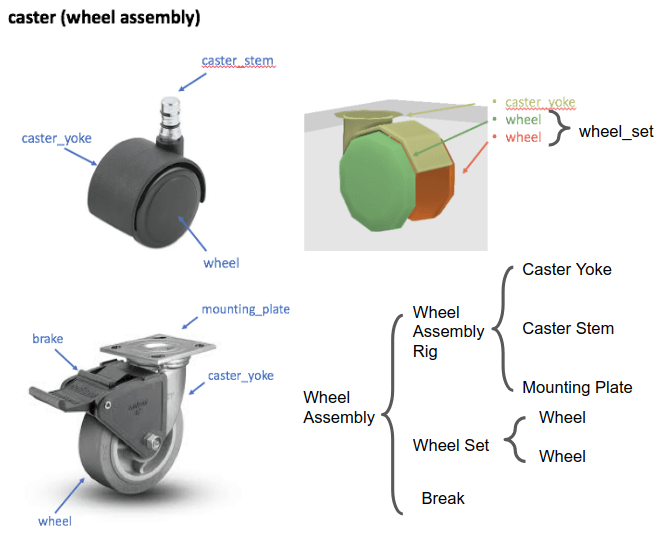 caster (wheel assembly)
caster_stem
caster_yoke
wheel
caster_yoke
wheel
wheel
wheel_set
mounting_plate
brake
caster_yoke
wheel
Wheel
Assembly
Wheel
Assembly
Rig
Caster Yoke
Caster Stem
Mounting Plate
Wheel Set
Wheel
Wheel
Break